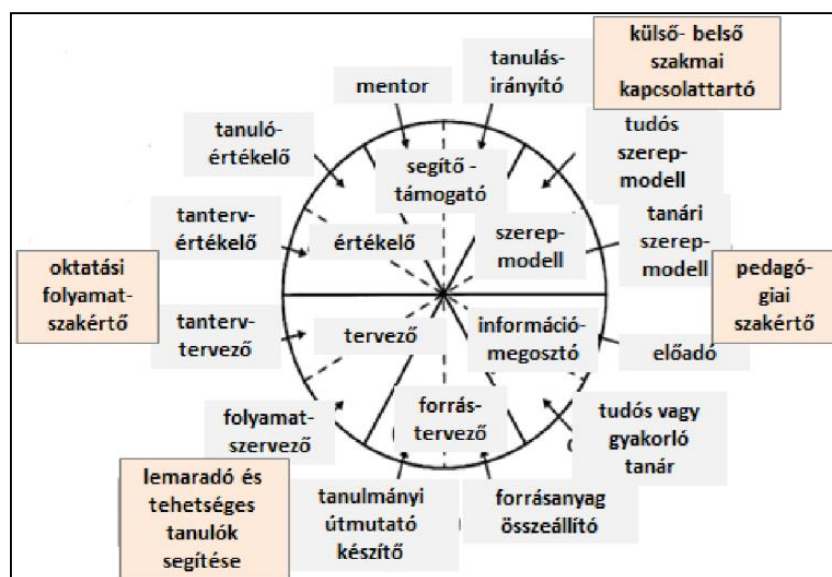 külső- belső
szakmai
kapcsolattartó
tanulás-
irányító
mentor
tanuló-
értékelő
tudós
szerep-
modell
segítő -
támogató
tanterv-
értékelő
értékelő
szerep-
modell
tanári
szerep-
modell
oktatási
folyamat-
szakértő
pedagó-
giai
szakértő
tanterv-
tervező
tervező
információ-
megosztó
előadó
folyamat-
szervező
forrás-
tervező
tudós vagy
gyakorló
tanár
lemaradó és
tehetséges
tanulók
segítése
tanulmányi
útmutató
készítő
forrásanyag
összeállító